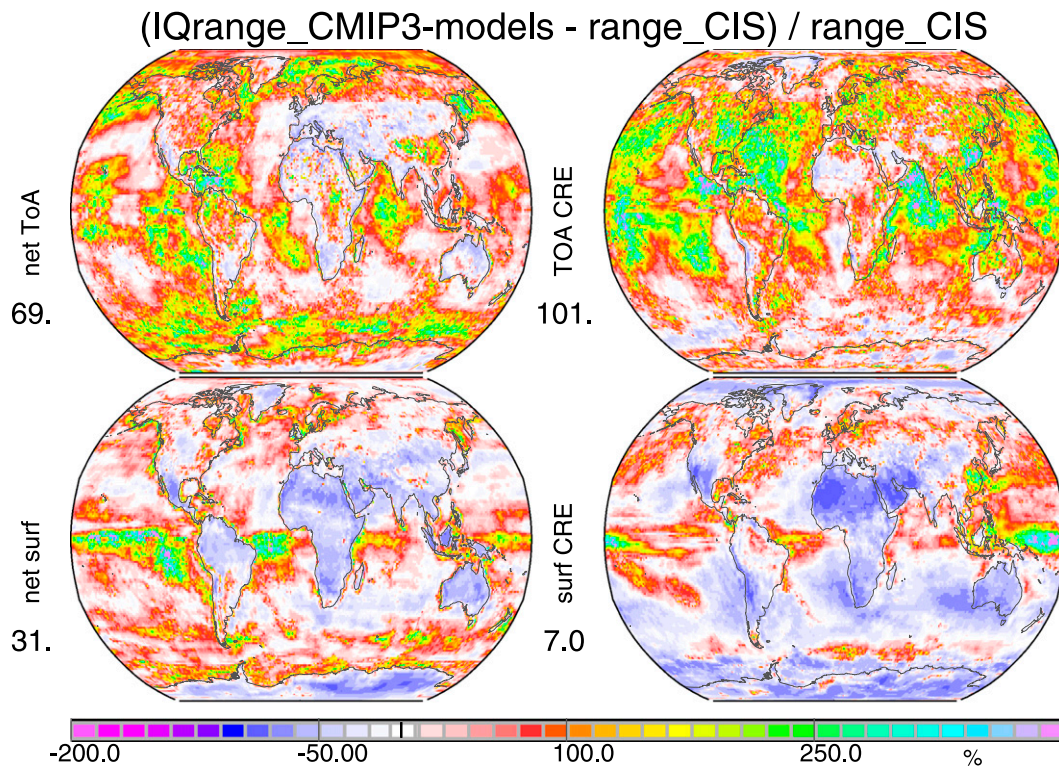 (IQrange_CMIP3-models - range_CIS) / range_CIS
net ToA
69.
TOA CRE
101.
net surf
31.
surf CRE
7.0
-200.0 -50.00 100.0 250.0 %